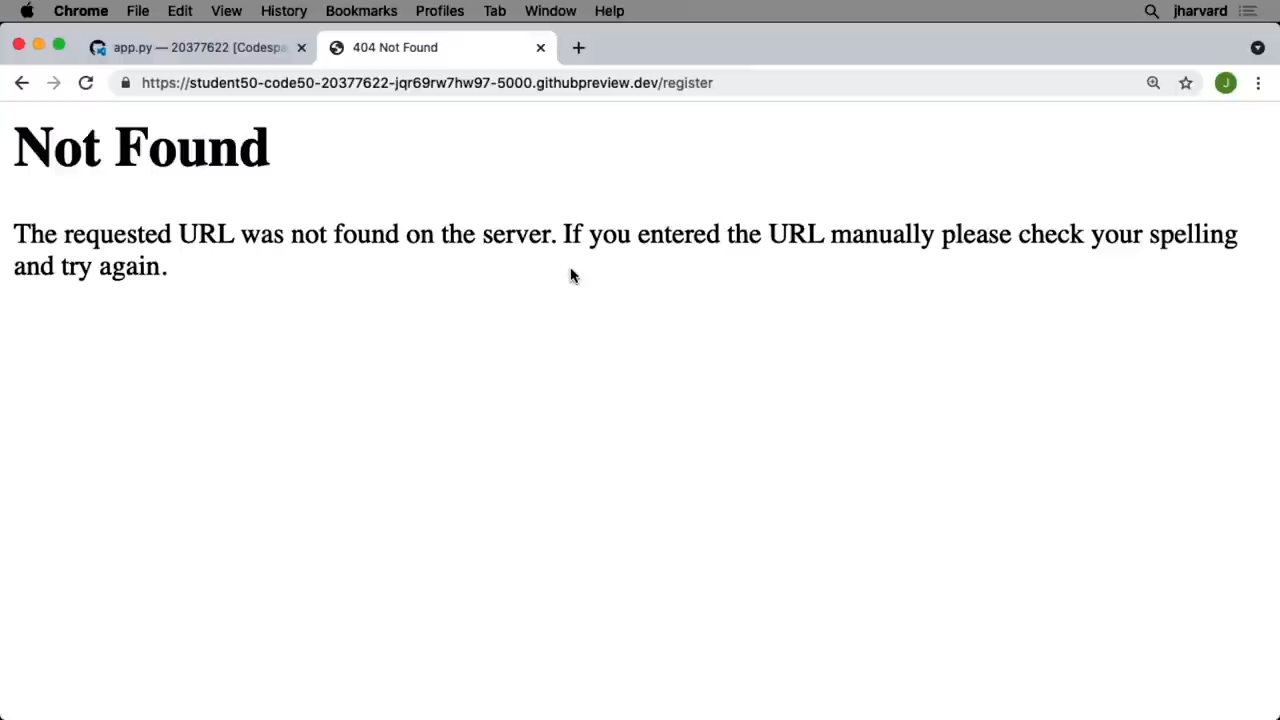 Chrome File Edit View History Bookmarks Profiles Tab Window Help jharvard
app.py — 20377622 [Codespa 404 Not Found
https://student50-code50-20377622-jqr69rw7hw97-5000.githubpreview.dev/register J
Not Found
The requested URL was not found on the server. If you entered the URL manually please check your spelling
and try again.